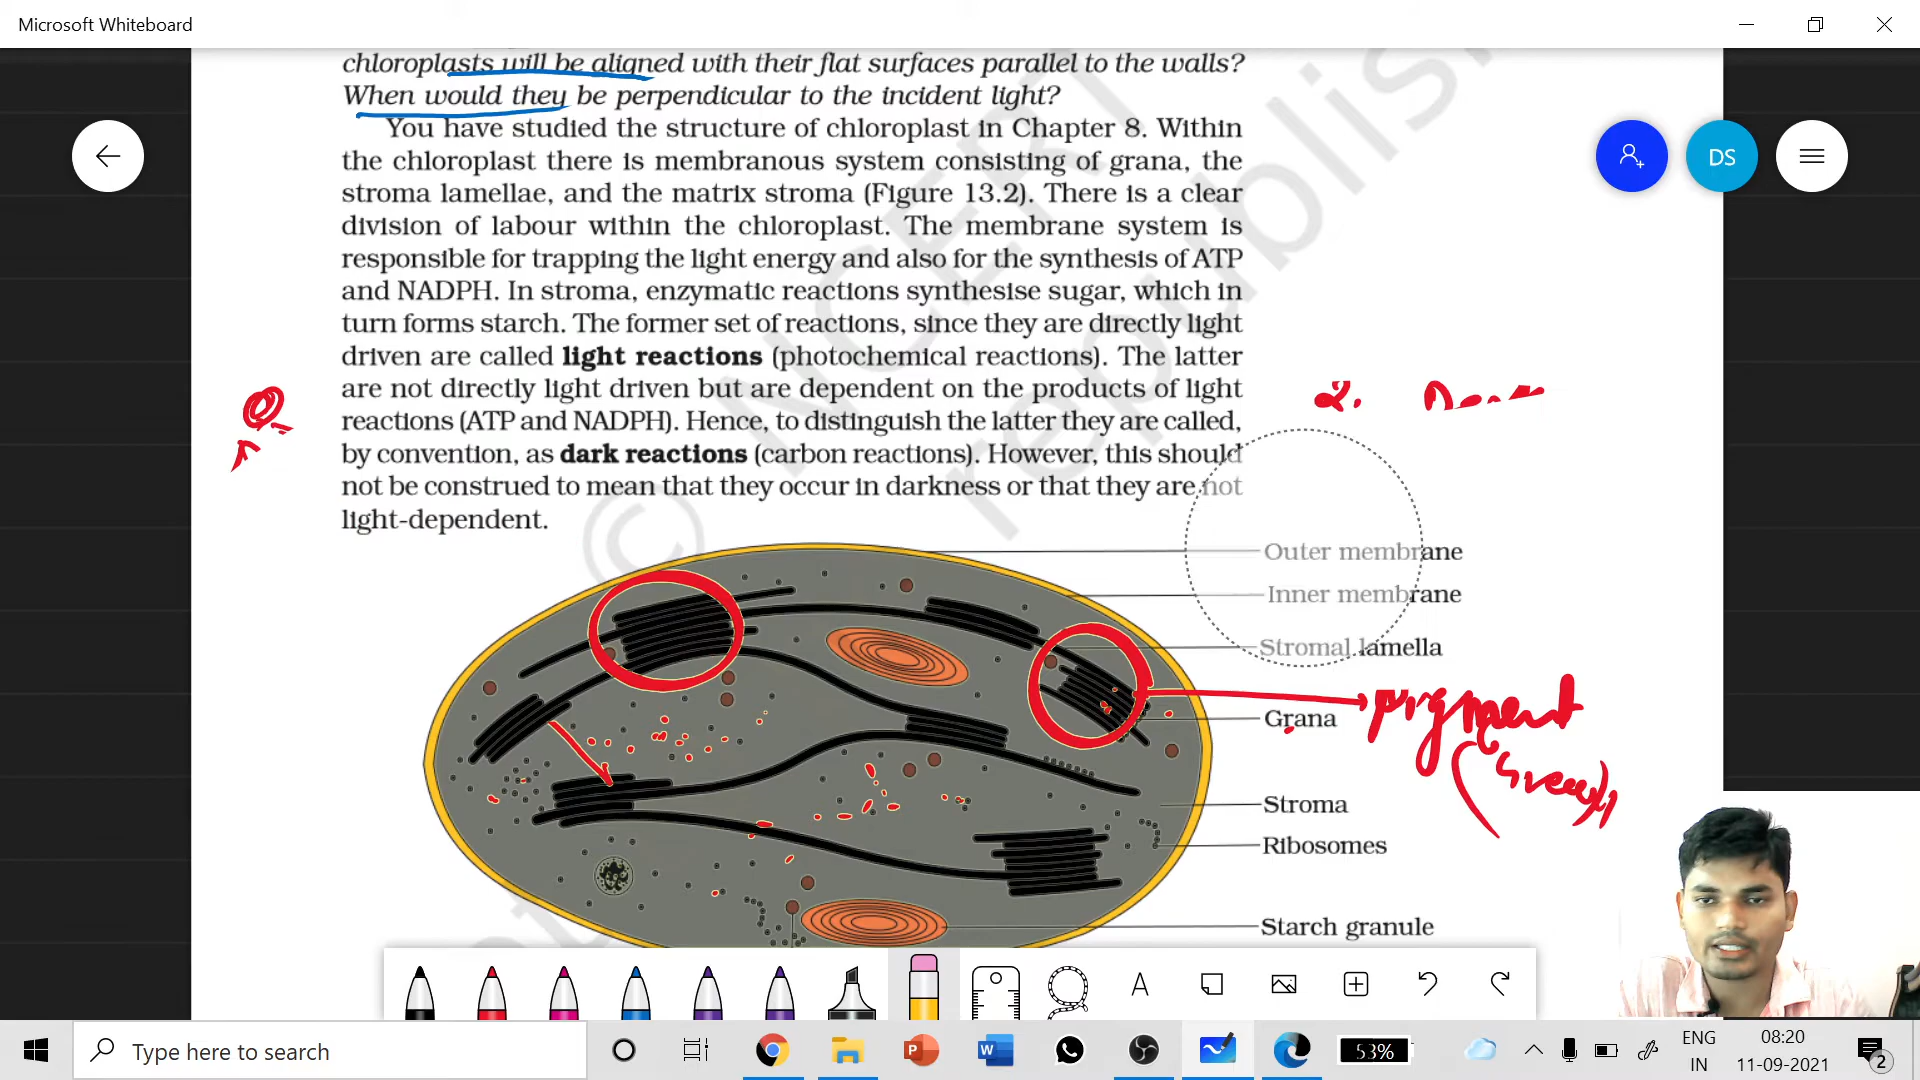 Microsoft Whiteboard
chloroplasts will be aligned with their flat surfaces parallel to the walls?
When would they be perpendicular to the incident light?
You have studied the structure of chloroplast in Chapter 8. Within
the chloroplast there is membranous system consisting of grana, the
stroma lamellae, and the matrix stroma (Figure 13.2). There is a clear
division of labour within the chloroplast. The membrane system is
responsible for trapping the light energy and also for the synthesis of ATP
and NADPH. In stroma, enzymatic reactions synthesise sugar, which in
turn forms starch. The former set of reactions, since they are directly light
driven are called light reactions (photochemical reactions). The latter
are not directly light driven but are dependent on the products of light
reactions (ATP and NADPH). Hence, to distinguish the latter they are called,
by convention, as dark reactions (carbon reactions). However, this should
not be construed to mean that they occur in darkness or that they are not
light-dependent.
© NCERT
republish
DS
2.
Outer membrane
Inner membrane
Stromal lamella
Grana
pigment
Stroma
Ribosomes
Starch granule
A
Type here to search
53%
ENG
IN
08:20
11-09-2021
2